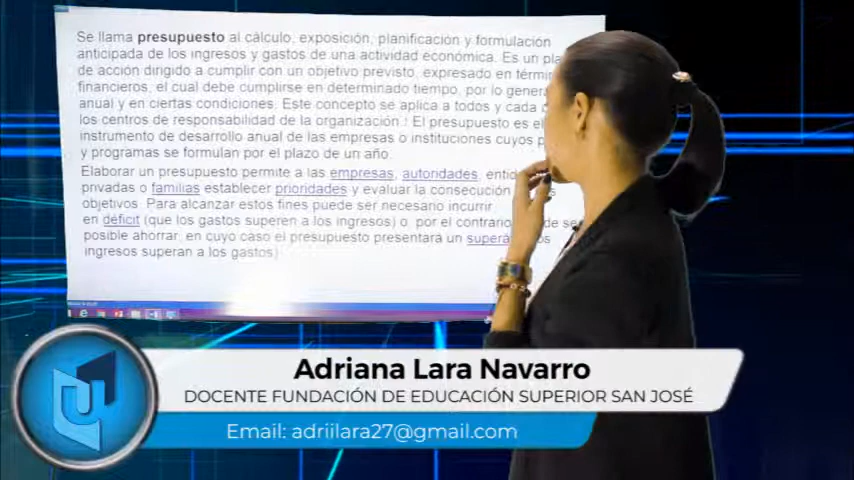 Se llama presupuesto al cálculo, exposición, planificación y formulación
anticipada de los ingresos y gastos de una actividad económica. Es un
de acción dirigido a cumplir con un objetivo previsto, expresado en
financieros, el cual debe cumplirse en determinado tiempo, por lo
anual y en ciertas condiciones. Este concepto se aplica a todos y cada
los centros de responsabilidad de la organización. El presupuesto es el
instrumento de desarrollo anual de las empresas o instituciones cuyos
y programas se formulan por el plazo de un año.
Elaborar un presupuesto permite a las empresas, autoridades,
privadas o familias establecer prioridades y evaluar la consecución
objetivos. Para alcanzar estos fines puede ser necesario incurrir
en déficit (que los gastos superen a los ingresos) o, por el contrario
posible ahorrar, en cuyo caso el presupuesto presentará un
ingresos superan a los gastos)
Adriana Lara Navarro
DOCENTE FUNDACIÓN DE EDUCACIÓN SUPERIOR SAN JOSÉ
Email: adriilara27@gmail.com